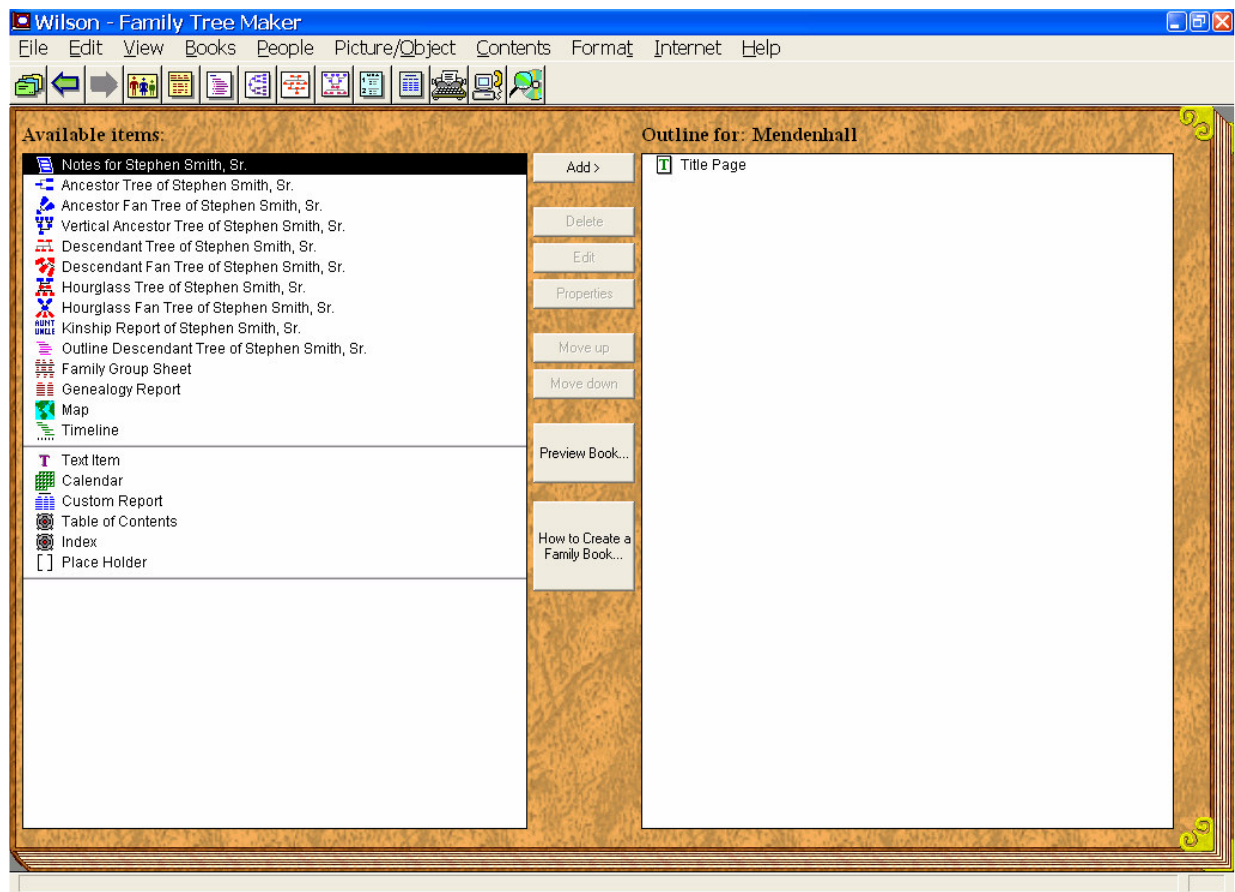 Wilson - Family Tree Maker
File Edit View Books People Picture/Object Contents Format Internet Help
Available items:
Outline for: Mendenhall
Notes for Stephen Smith, Sr.
Ancestor Tree of Stephen Smith, Sr.
Ancestor Fan Tree of Stephen Smith, Sr.
Vertical Ancestor Tree of Stephen Smith, Sr.
Descendant Tree of Stephen Smith, Sr.
Descendant Fan Tree of Stephen Smith, Sr.
Hourglass Tree of Stephen Smith, Sr.
Hourglass Fan Tree of Stephen Smith, Sr.
AUNT
UNCLE
Kinship Report of Stephen Smith, Sr.
Outline Descendant Tree of Stephen Smith, Sr.
Family Group Sheet
Genealogy Report
Map
Timeline
T Text Item
Calendar
Custom Report
Table of Contents
Index
[ ] Place Holder
Add >
Delete
Edit
Properties
Move up
Move down
Preview Book...
How to Create a
Family Book...
T Title Page